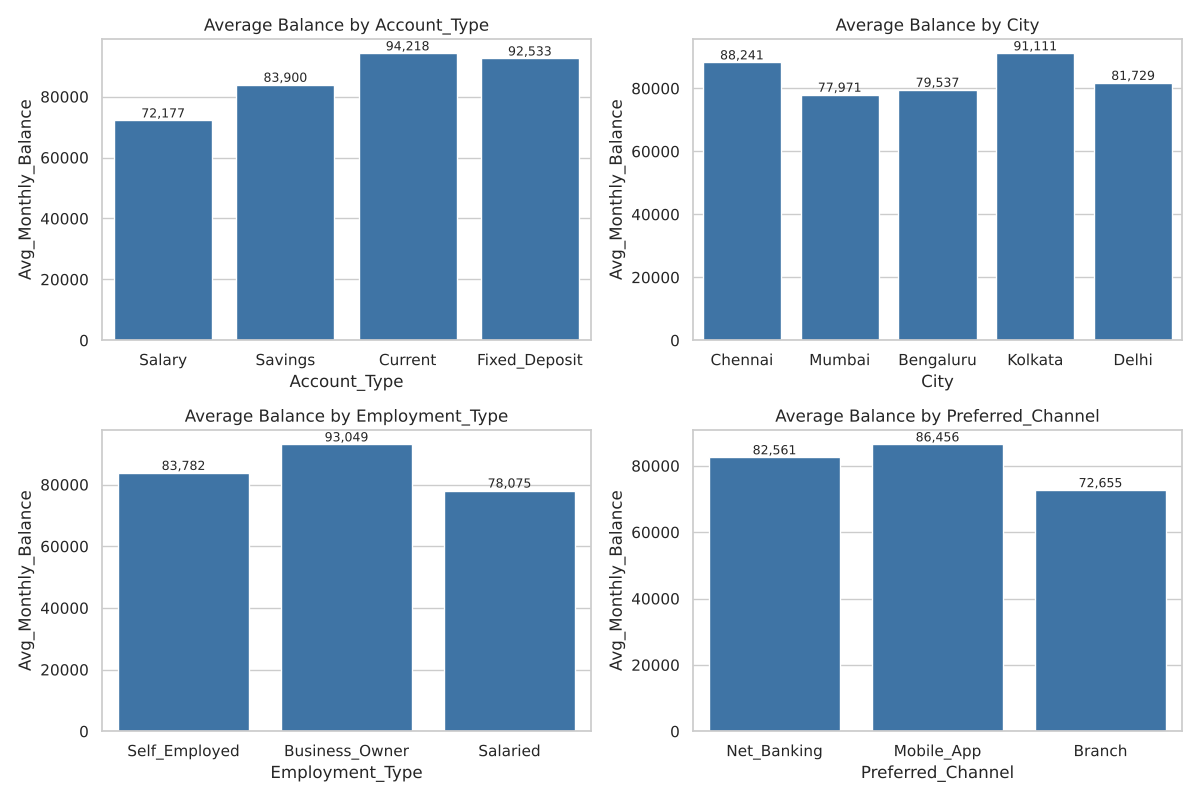 Average Balance by Account_Type
94,218
92,533
83,900
72,177
80000
60000
40000
20000
0
Avg_Monthly_Balance
Salary Savings Current Fixed_Deposit
Account_Type
Average Balance by City
91,111
88,241
81,729
79,537
77,971
80000
60000
40000
20000
0
Avg_Monthly_Balance
Chennai Mumbai Bengaluru Kolkata Delhi
City
Average Balance by Employment_Type
93,049
83,782
78,075
80000
60000
40000
20000
0
Avg_Monthly_Balance
Self_Employed Business_Owner Salaried
Employment_Type
Average Balance by Preferred_Channel
86,456
82,561
72,655
80000
60000
40000
20000
0
Avg_Monthly_Balance
Net_Banking Mobile_App Branch
Preferred_Channel